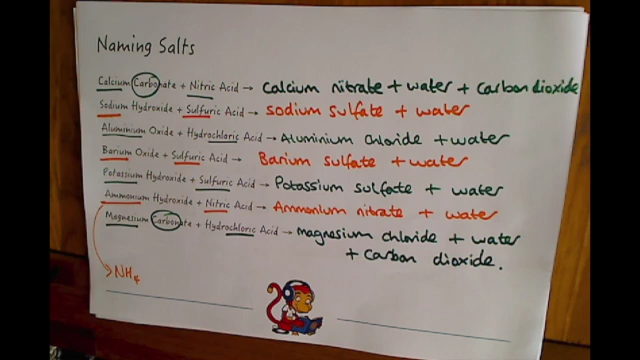 Naming Salts
Calcium Carbonate + Nitric Acid → calcium nitrate + water + carbon dioxide
Sodium Hydroxide + Sulfuric Acid → sodium sulfate + water
Aluminium Oxide + Hydrochloric Acid → Aluminium chloride + water
Barium Oxide + Sulfuric Acid → Barium sulfate + water
Potassium Hydroxide + Sulfuric Acid → Potassium sulfate + water
Ammonium Hydroxide + Nitric Acid → Ammonium nitrate + water
Magnesium Carbonate + Hydrochloric Acid → magnesium chloride + water
+ carbon dioxide.
NH4